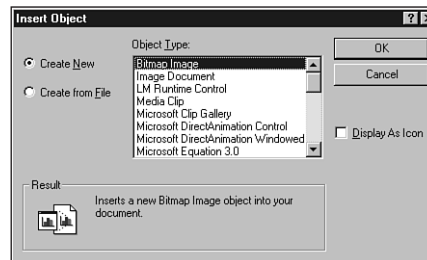 Insert Object
Object Type:
Create New
Create from File
Bitmap Image
Image Document
LM Runtime Control
Media Clip
Microsoft Clip Gallery
Microsoft DirectAnimation Control
Microsoft DirectAnimation Windowed
Microsoft Equation 3.0
OK
Cancel
Display As Icon
Result
Inserts a new Bitmap Image object into your
document.